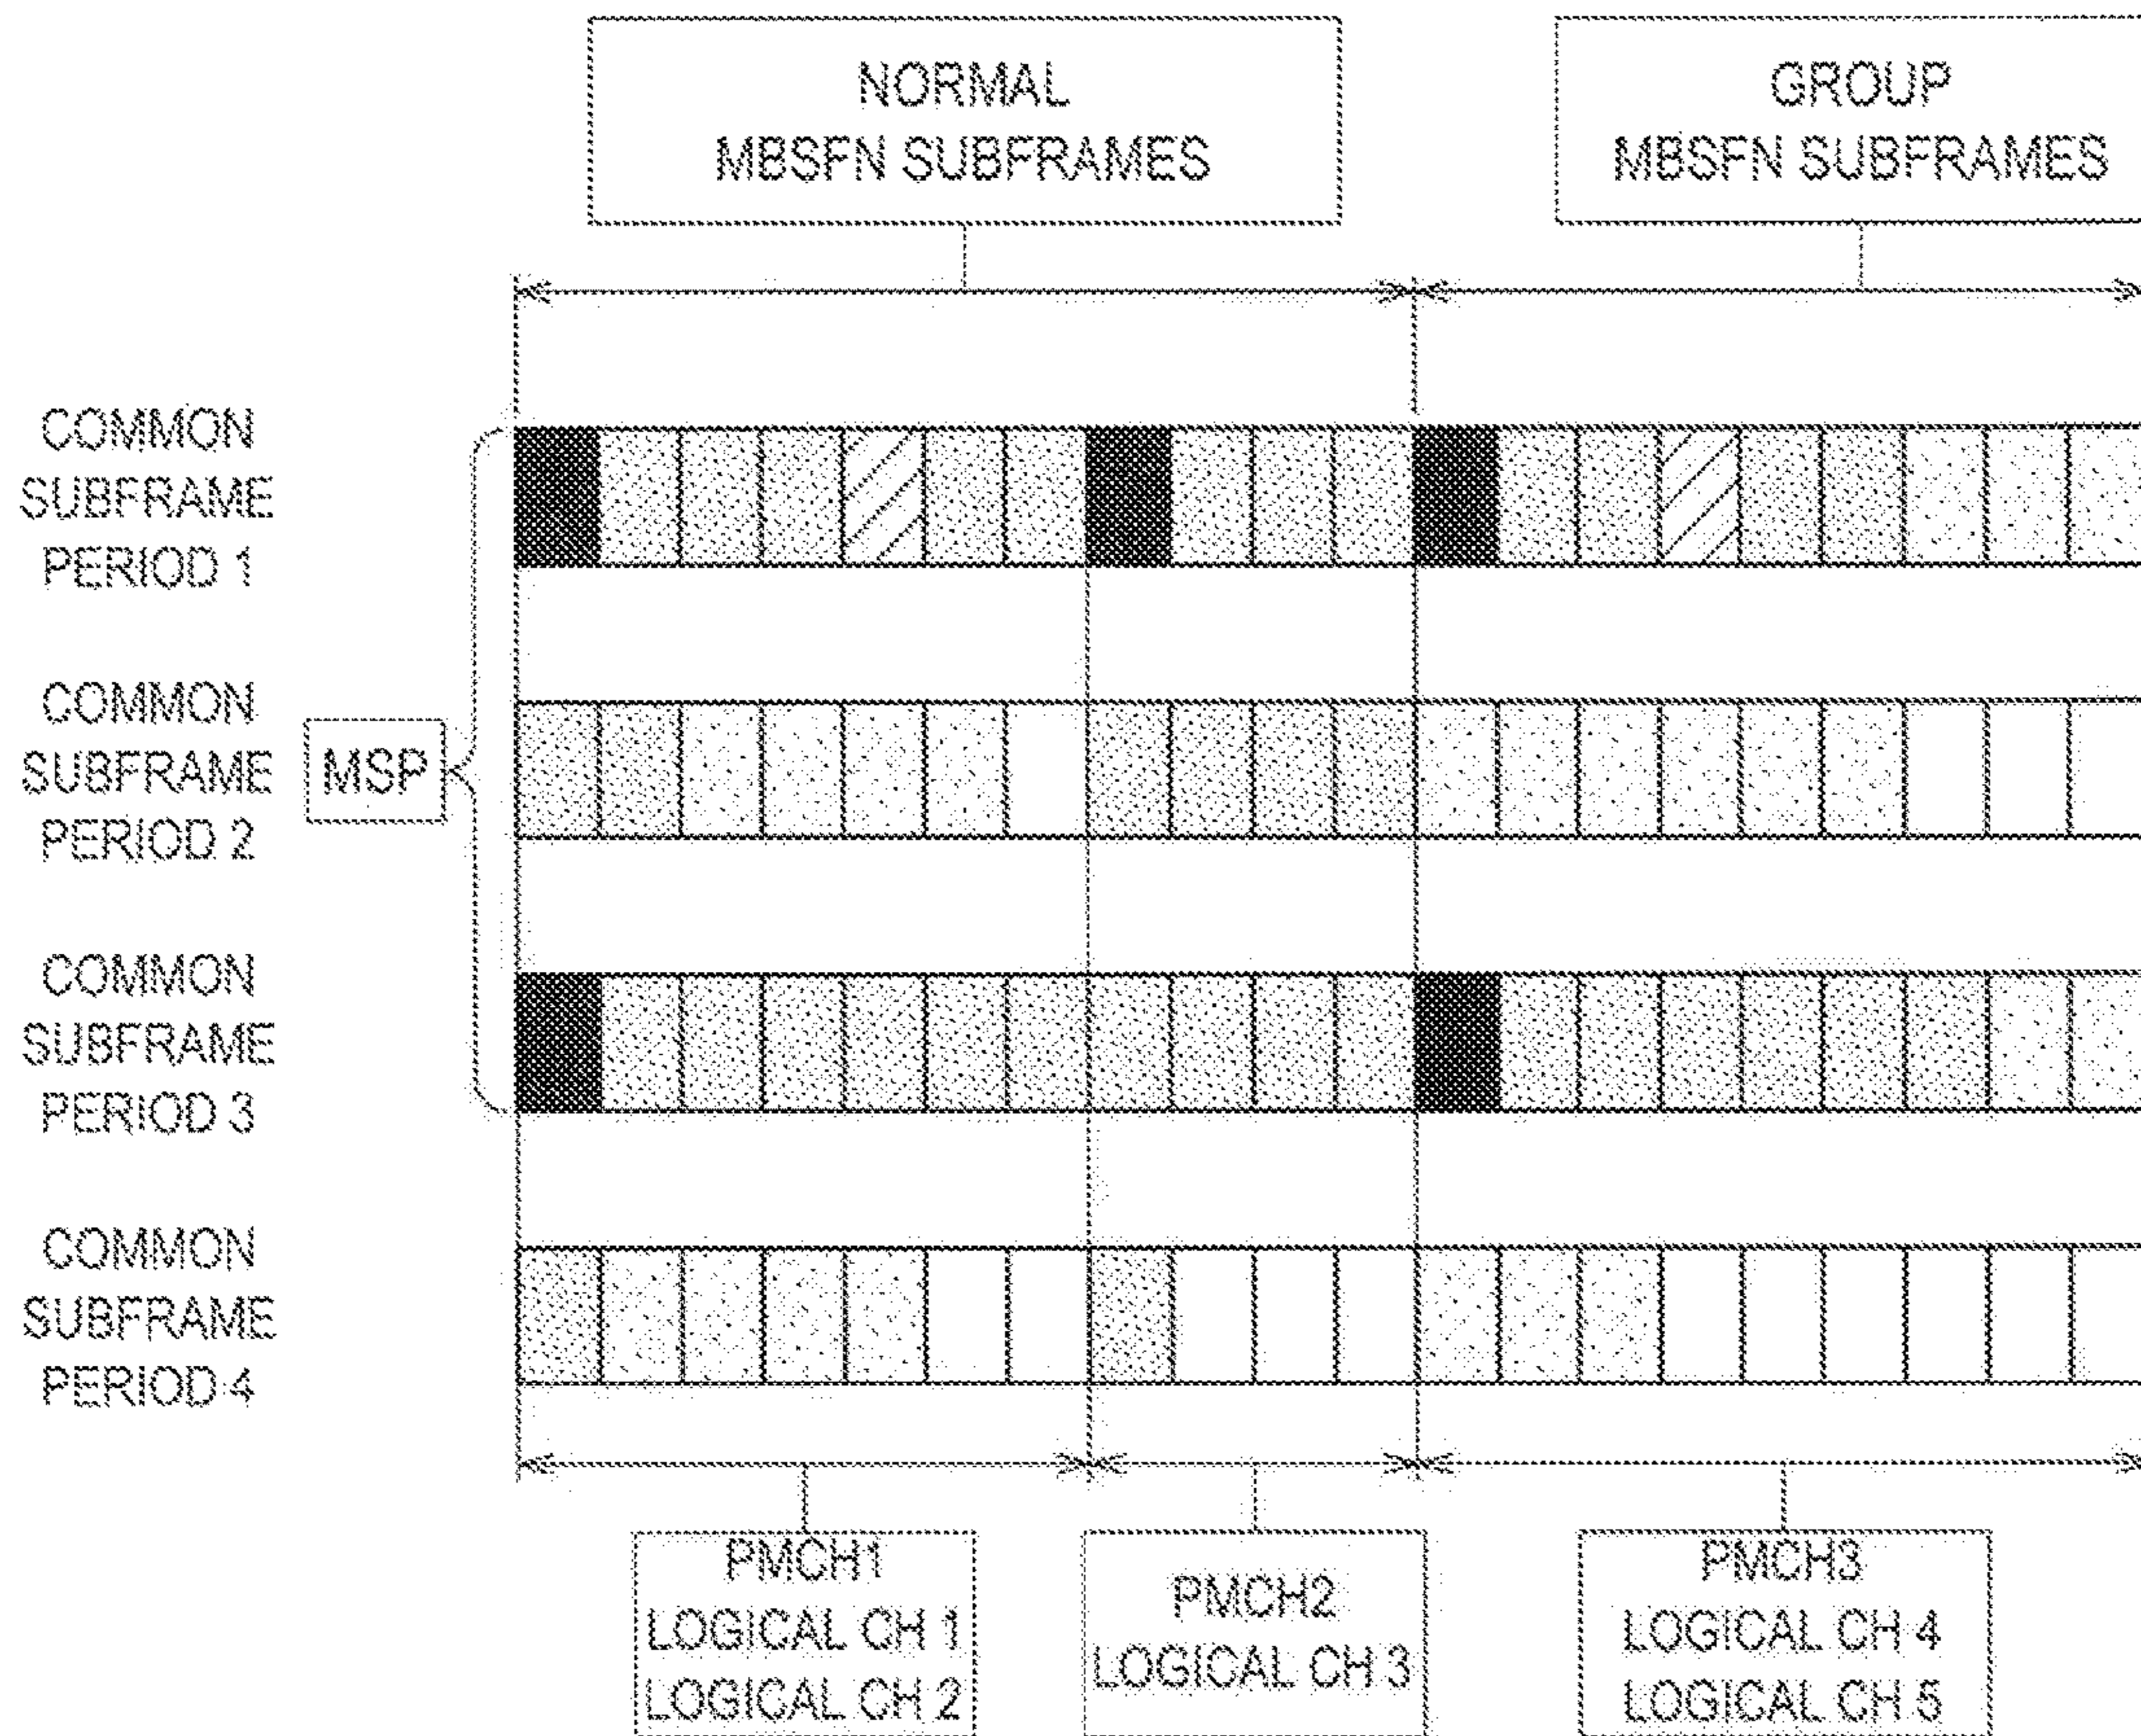 NORMAL
MBSFN SUBFRAMES
GROUP
MBSFN SUBFRAMES
COMMON
SUBFRAME
PERIOD 1
COMMON
SUBFRAME
PERIOD 2
MSP
COMMON
SUBFRAME
PERIOD 3
COMMON
SUBFRAME
PERIOD 4
PMCH1
LOGICAL CH 1
LOGICAL CH 2
PMCH2
LOGICAL CH 3
PMCH3
LOGICAL CH 4
LOGICAL CH 5